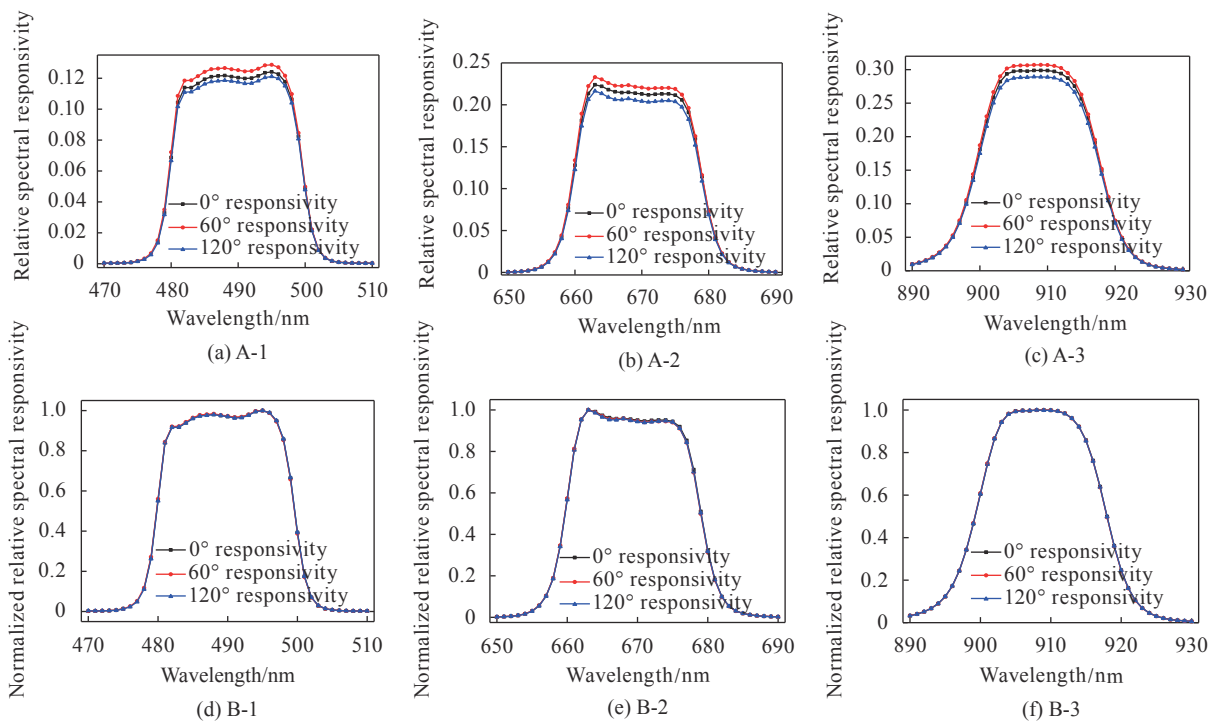 Relative spectral responsivity
0.12
0.10
0.08
0.06
0.04
0.02
0
0° responsivity
60° responsivity
120° responsivity
470 480 490 500 510
Wavelength/nm
(a) A-1
Relative spectral responsivity
0.25
0.20
0.15
0.10
0.05
0
0° responsivity
60° responsivity
120° responsivity
650 660 670 680 690
Wavelength/nm
(b) A-2
Relative spectral responsivity
0.30
0.25
0.20
0.15
0.10
0.05
0
0° responsivity
60° responsivity
120° responsivity
890 900 910 920 930
Wavelength/nm
(c) A-3
Normalized relative spectral responsivity
1.0
0.8
0.6
0.4
0.2
0
0° responsivity
60° responsivity
120° responsivity
470 480 490 500 510
Wavelength/nm
(d) B-1
Normalized relative spectral responsivity
1.0
0.8
0.6
0.4
0.2
0
0° responsivity
60° responsivity
120° responsivity
650 660 670 680 690
Wavelength/nm
(e) B-2
Normalized relative spectral responsivity
1.0
0.8
0.6
0.4
0.2
0
0° responsivity
60° responsivity
120° responsivity
890 900 910 920 930
Wavelength/nm
(f) B-3